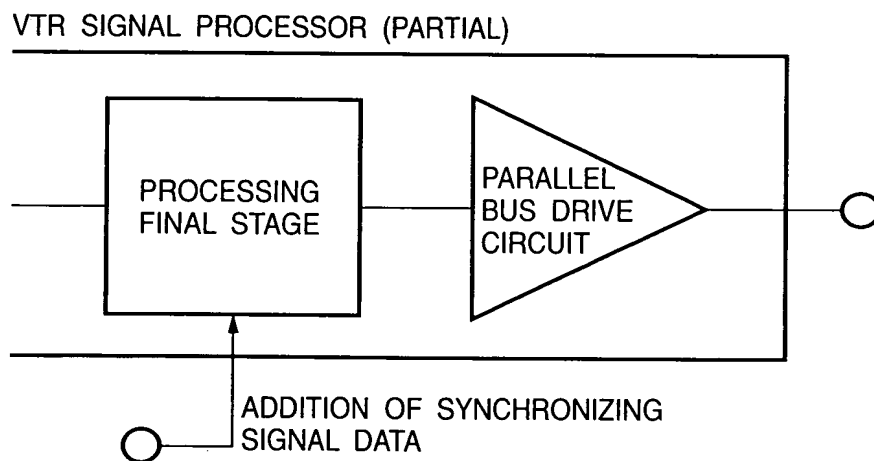 VTR SIGNAL PROCESSOR (PARTIAL)
PROCESSING
FINAL STAGE
PARALLEL
BUS DRIVE
CIRCUIT
ADDITION OF SYNCHRONIZING
SIGNAL DATA